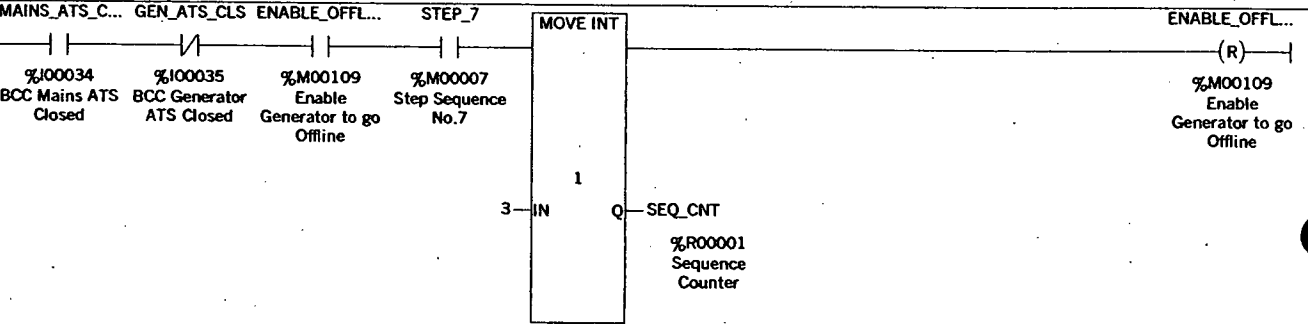 MAINS_ATS_C... GEN_ATS_CLS ENABLE_OFFL... STEP_7 MOVE INT ENABLE_OFFL...
(R)
%I00034 %I00035 %M00109 %M00007 %M00109
BCC Mains ATS BCC Generator Enable Step Sequence Enable
Closed ATS Closed Generator to go No.7 Generator to go
Offline Offline
1
3 IN Q SEQ_CNT
%R00001
Sequence
Counter